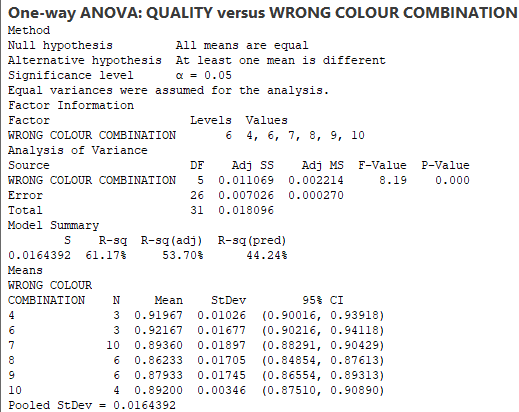 One-way ANOVA: QUALITY versus WRONG COLOUR COMBINATION
Method
Null hypothesis         All means are equal
Alternative hypothesis  At least one mean is different
Significance level      α = 0.05
Equal variances were assumed for the analysis.
Factor Information
Factor                    Levels  Values
WRONG COLOUR COMBINATION       6  4, 6, 7, 8, 9, 10
Analysis of Variance
Source                    DF    Adj SS    Adj MS  F-Value  P-Value
WRONG COLOUR COMBINATION   5  0.011069  0.002214     8.19    0.000
Error                     26  0.007026  0.000270
Total                     31  0.018096
Model Summary
S    R-sq  R-sq(adj)  R-sq(pred)
0.0164392  61.17%     53.70%      44.24%
Means
WRONG COLOUR
COMBINATION   N     Mean    StDev        95% CI
4             3  0.91967  0.01026  (0.90016, 0.93918)
6             3  0.92167  0.01677  (0.90216, 0.94118)
7            10  0.89360  0.01897  (0.88291, 0.90429)
8             6  0.86233  0.01705  (0.84854, 0.87613)
9             6  0.87933  0.01745  (0.86554, 0.89313)
10            4  0.89200  0.00346  (0.87510, 0.90890)
Pooled StDev = 0.0164392